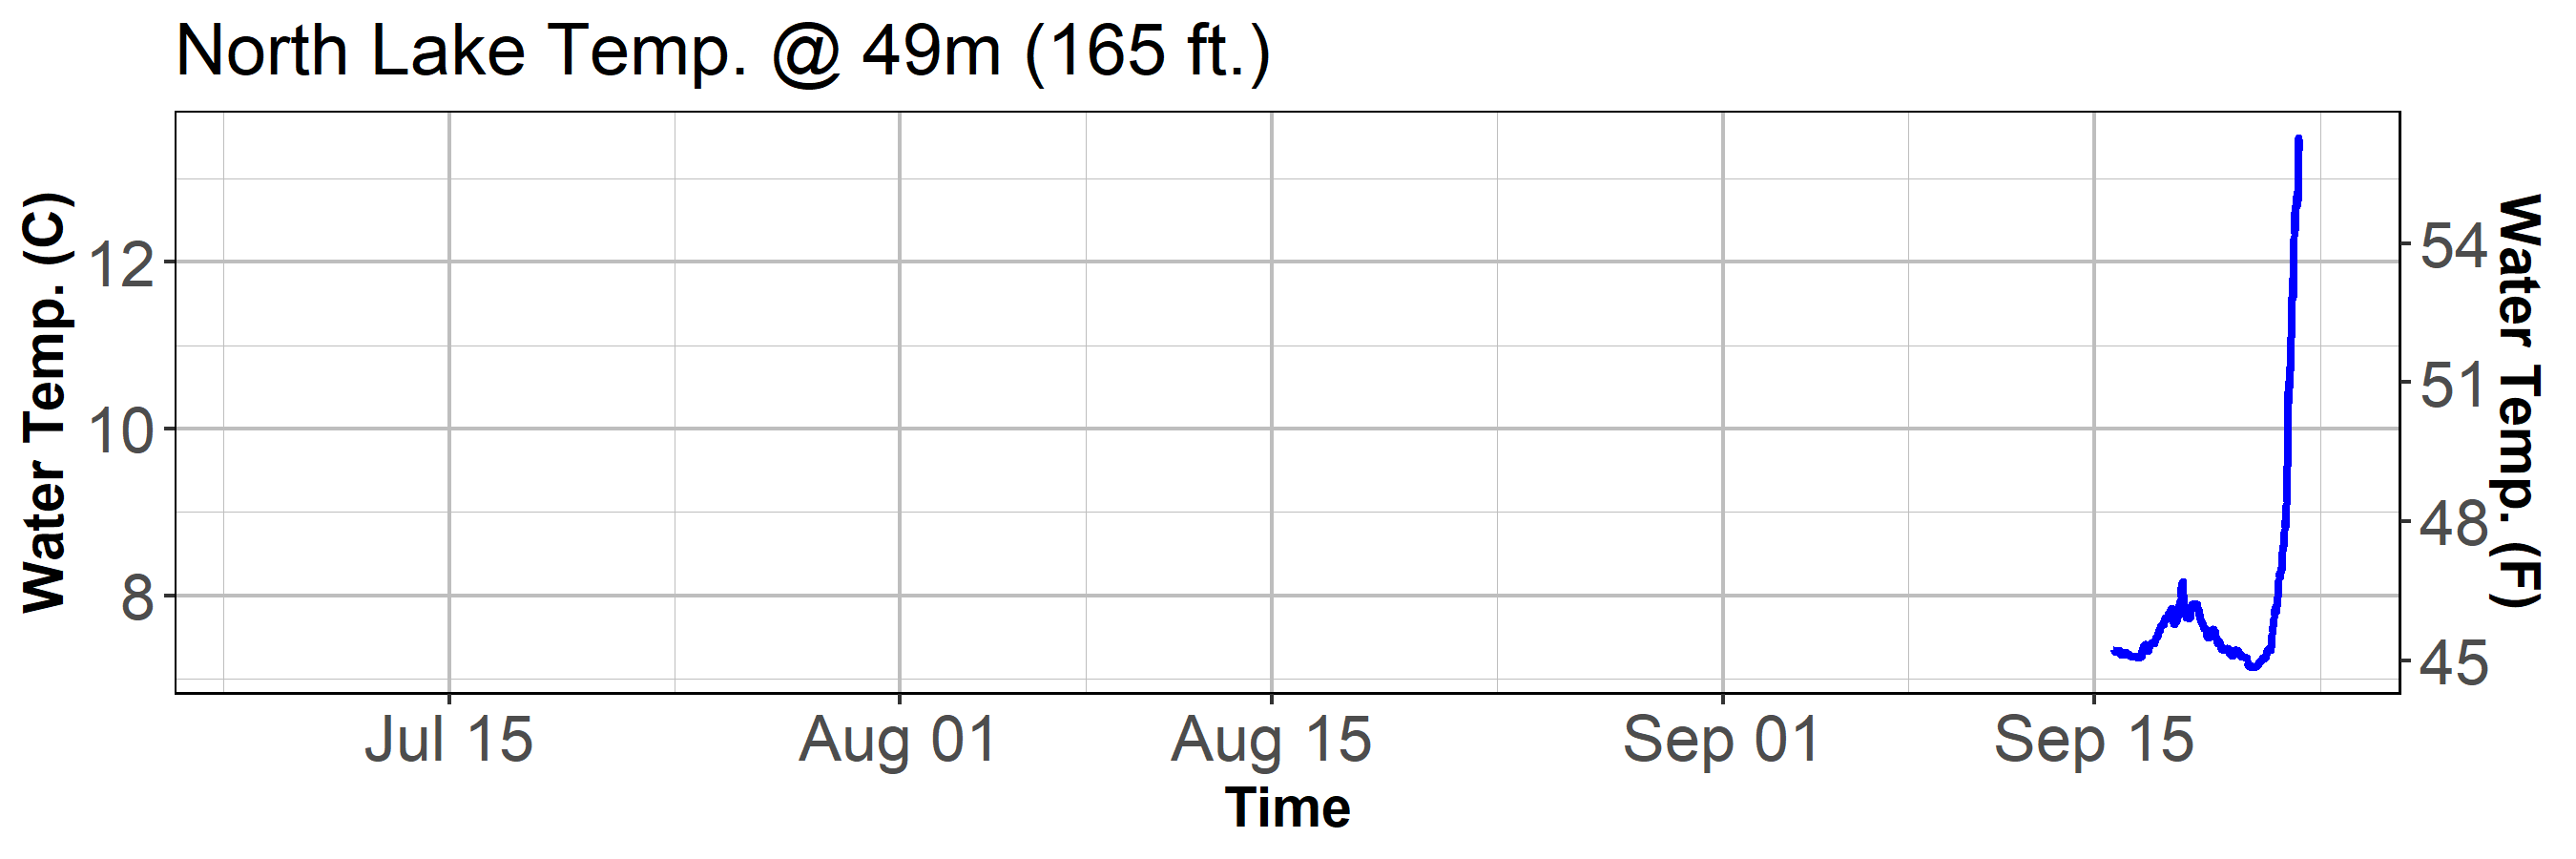 North Lake Temp. @ 49m (165 ft.)
Water Temp. (C)
12
10
8
54
51
48
45
Water Temp. (F)
Jul 15 Aug 01 Aug 15 Sep 01 Sep 15
Time